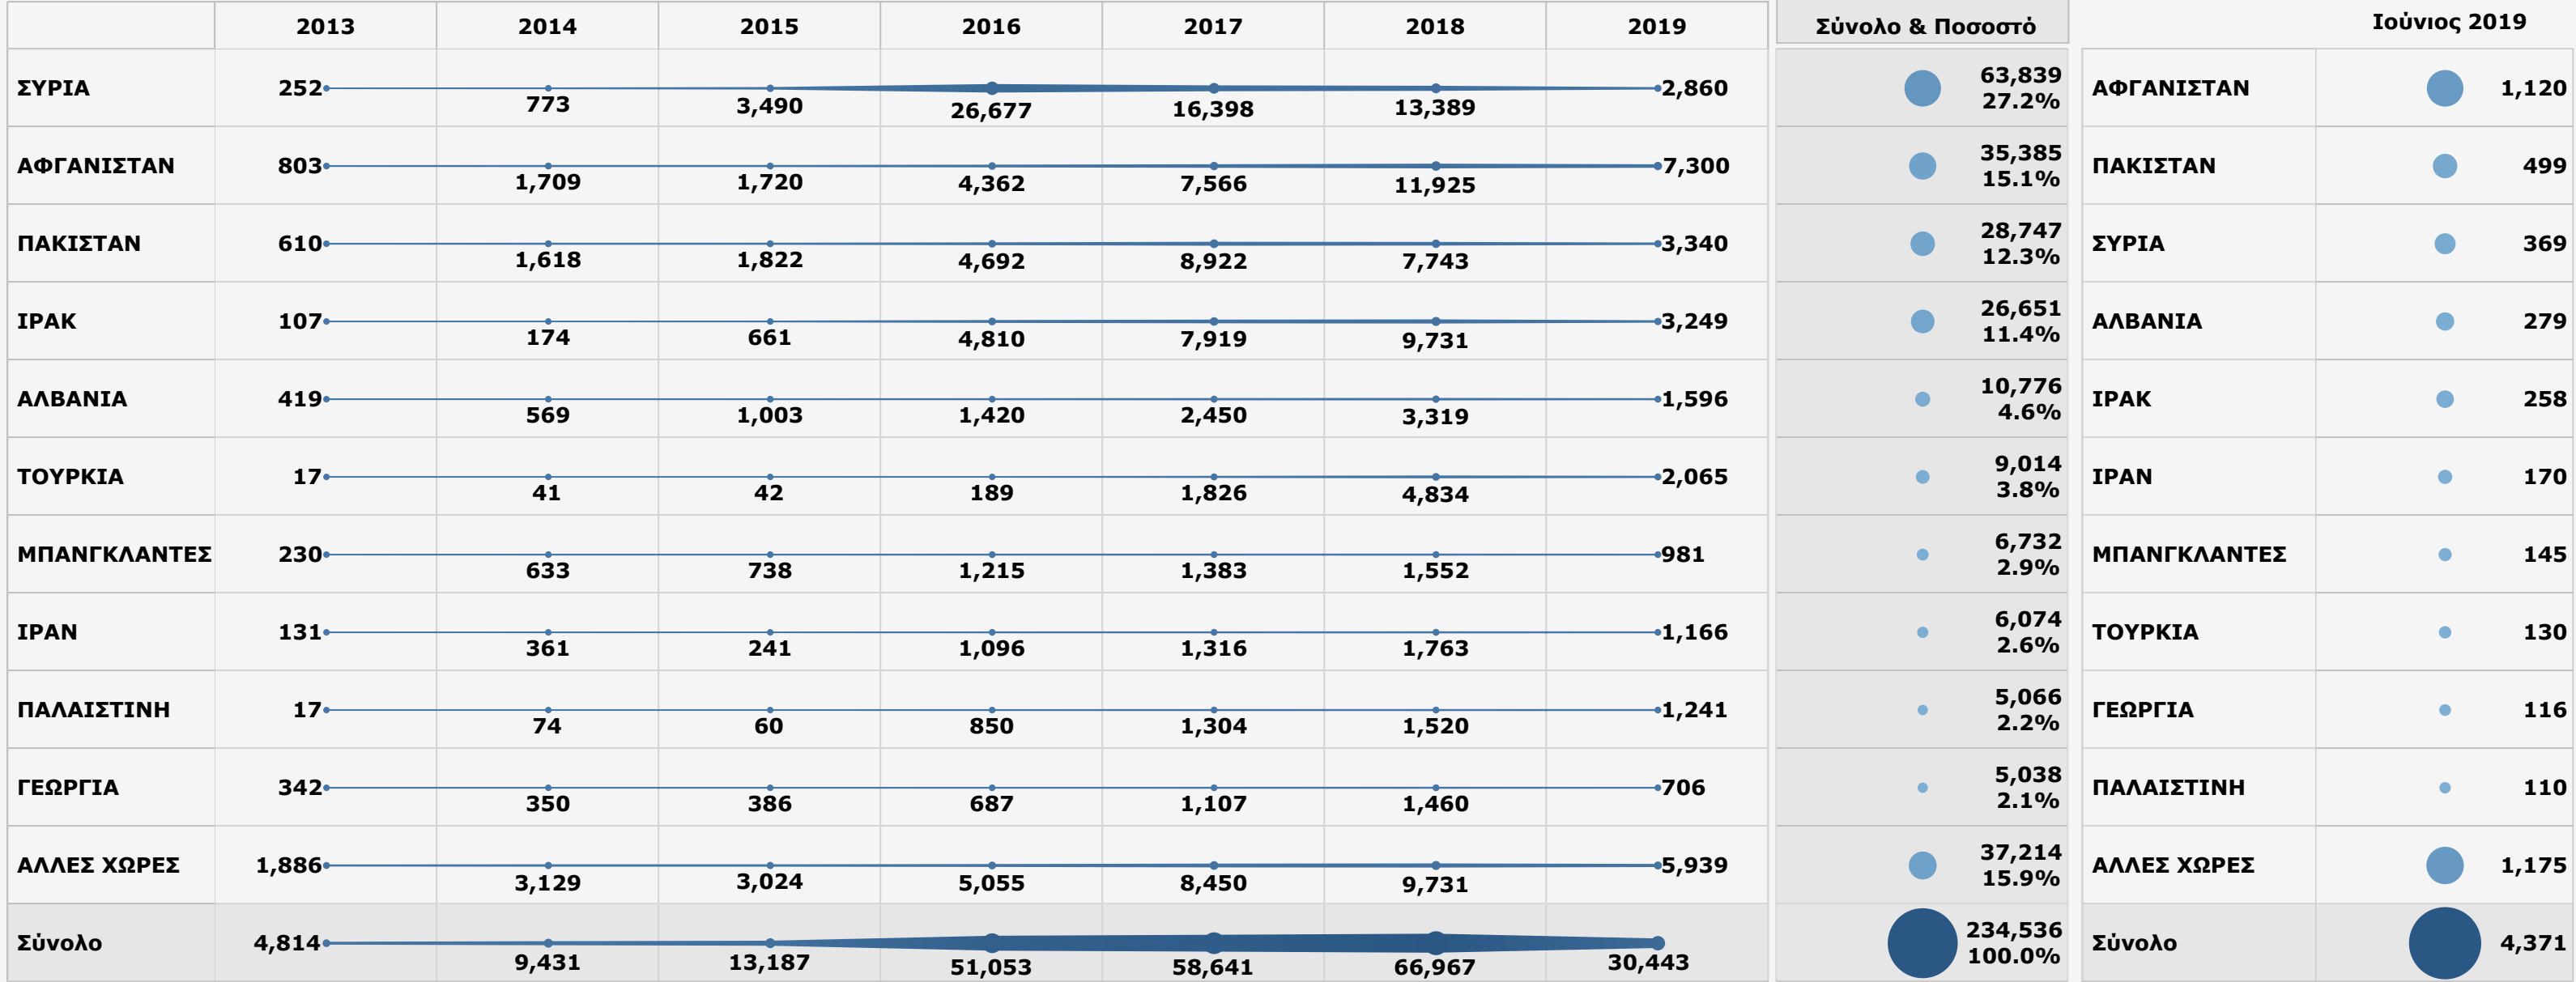 2013 2014 2015 2016 2017 2018 2019 Σύνολο & Ποσοστό Ιούνιος 2019
ΣΥΡΙΑ 252 773 3,490 26,677 16,398 13,389 2,860 63,839 27.2% ΑΦΓΑΝΙΣΤΑΝ 1,120
ΑΦΓΑΝΙΣΤΑΝ 803 1,709 1,720 4,362 7,566 11,925 7,300 35,385 15.1% ΠΑΚΙΣΤΑΝ 499
ΠΑΚΙΣΤΑΝ 610 1,618 1,822 4,692 8,922 7,743 3,340 28,747 12.3% ΣΥΡΙΑ 369
ΙΡΑΚ 107 174 661 4,810 7,919 9,731 3,249 26,651 11.4% ΑΛΒΑΝΙΑ 279
ΑΛΒΑΝΙΑ 419 569 1,003 1,420 2,450 3,319 1,596 10,776 4.6% ΙΡΑΚ 258
ΤΟΥΡΚΙΑ 17 41 42 189 1,826 4,834 2,065 9,014 3.8% ΙΡΑΝ 170
ΜΠΑΝΓΚΛΑΝΤΕΣ 230 633 738 1,215 1,383 1,552 981 6,732 2.9% ΜΠΑΝΓΚΛΑΝΤΕΣ 145
ΙΡΑΝ 131 361 241 1,096 1,316 1,763 1,166 6,074 2.6% ΤΟΥΡΚΙΑ 130
ΠΑΛΑΙΣΤΙΝΗ 17 74 60 850 1,304 1,520 1,241 5,066 2.2% ΓΕΩΡΓΙΑ 116
ΓΕΩΡΓΙΑ 342 350 386 687 1,107 1,460 706 5,038 2.1% ΠΑΛΑΙΣΤΙΝΗ 110
ΑΛΛΕΣ ΧΩΡΕΣ 1,886 3,129 3,024 5,055 8,450 9,731 5,939 37,214 15.9% ΑΛΛΕΣ ΧΩΡΕΣ 1,175
Σύνολο 4,814 9,431 13,187 51,053 58,641 66,967 30,443 234,536 100.0% Σύνολο 4,371